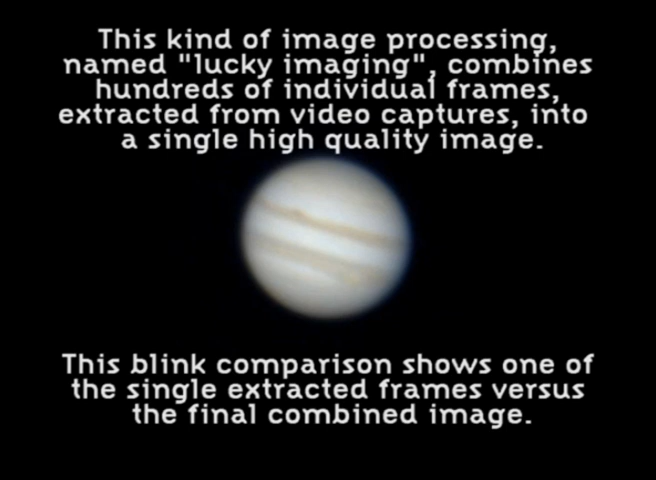 This kind of image processing,
named "lucky imaging", combines
hundreds of individual frames,
extracted from video captures, into
a single high quality image.
This blink comparison shows one of
the single extracted frames versus
the final combined image.